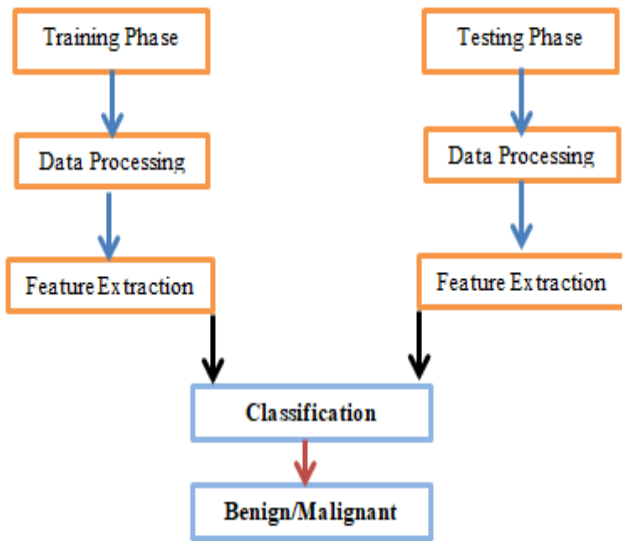 Training Phase
Testing Phase
Data Processing
Data Processing
Feature Extraction
Feature Extraction
Classification
Benign/Malignant